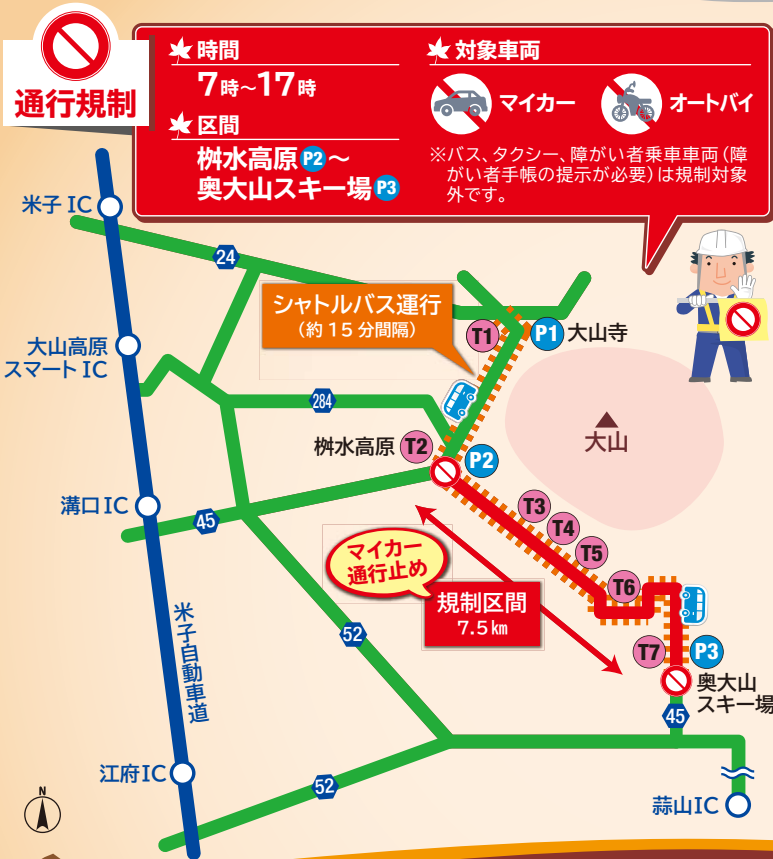 通行規制
時間
7時～17時
区間
桝水高原P2～
奥大山スキー場P3
対象車両
マイカー
オートバイ
※バス、タクシー、障がい者乗車車両（障
がい者手帳の提示が必要）は規制対象
外です。
米子 IC
24
シャトルバス運行
（約 15 分間隔）
T1
P1
大山寺
大山高原
スマート IC
284
大山
桝水高原
T2
P2
溝口IC
45
T3
T4
T5
T6
マイカー
通行止め
規制区間
7.5㎞
米子自動車道
52
T7
P3
奥大山
スキー場
45
江府IC
52
N
蒜山IC